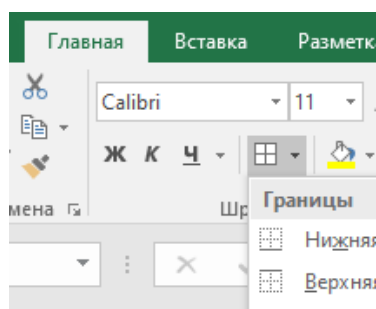 Главная Вставка Разметк
Calibri 11
Ж К Ч
мена Шр
Границы
Нижняя
Верхняя